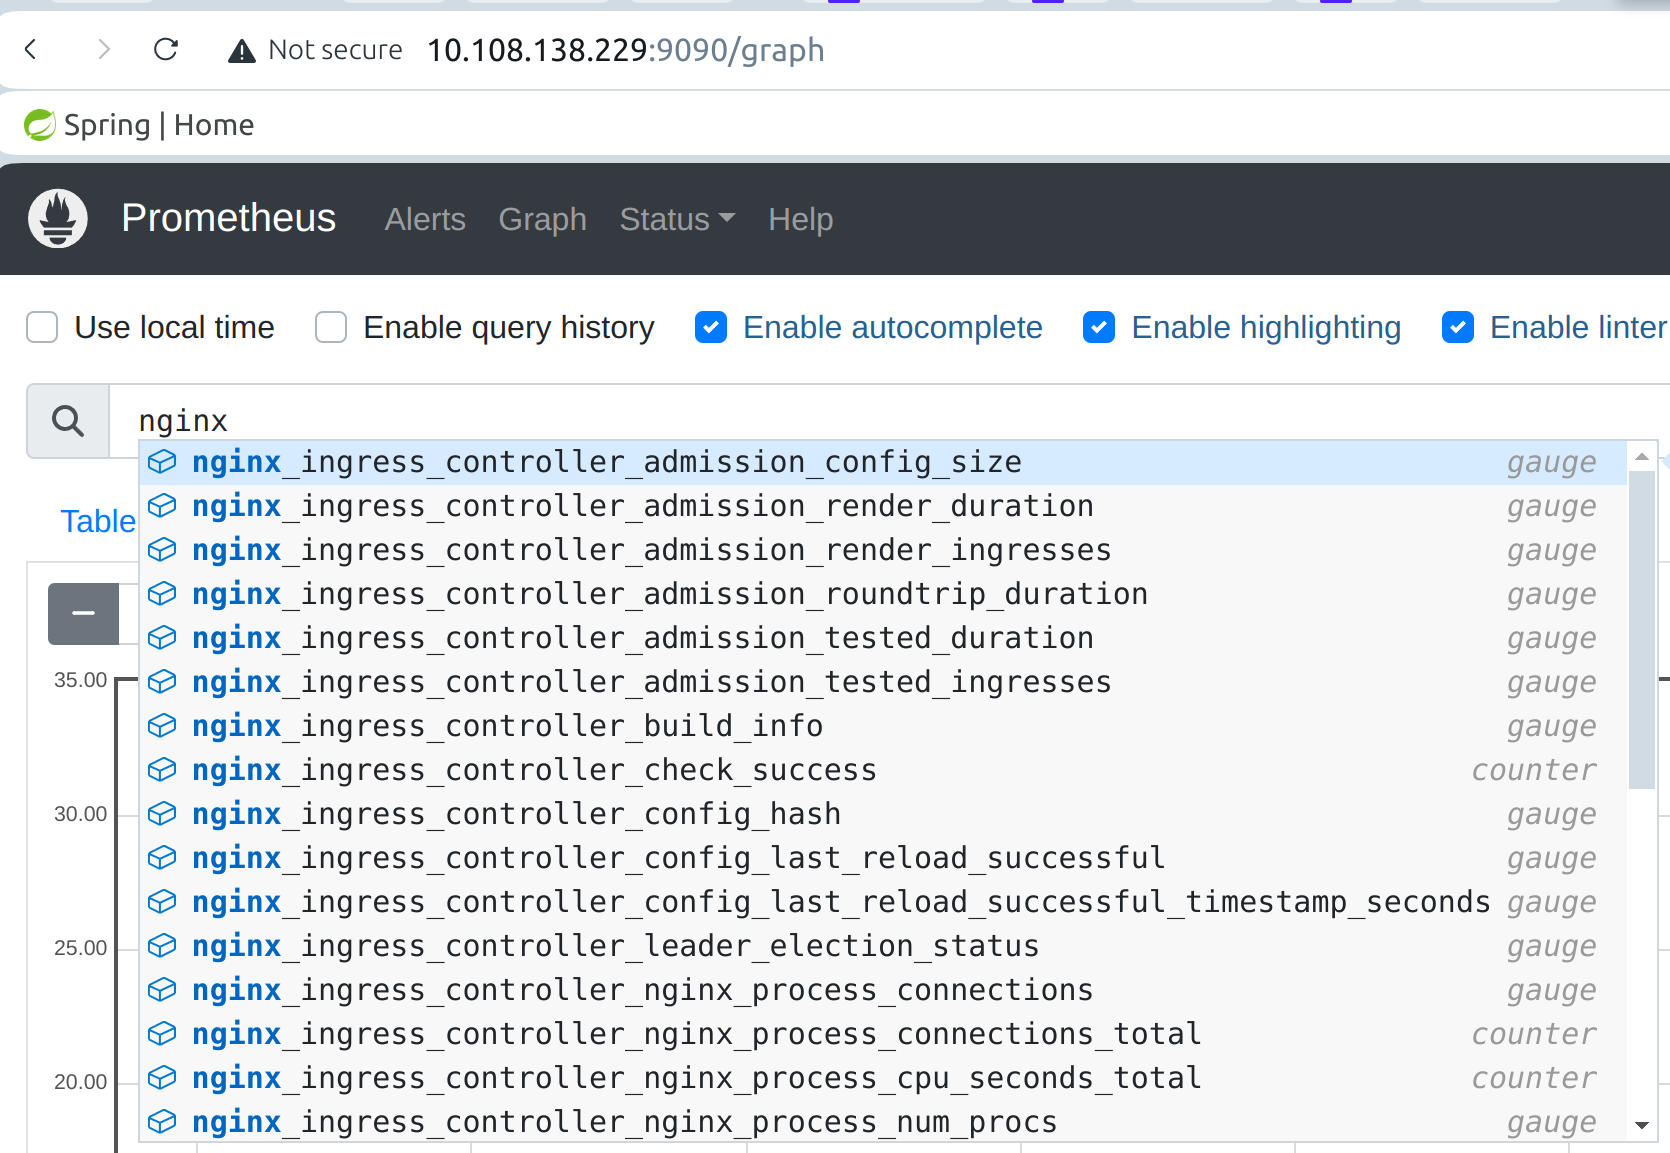 Not secure 10.108.138.229:9090/graph
Spring | Home
Prometheus Alerts Graph Status Help
Use local time Enable query history Enable autocomplete Enable highlighting Enable linter
nginx
nginx_ingress_controller_admission_config_size gauge
nginx_ingress_controller_admission_render_duration gauge
nginx_ingress_controller_admission_render_ingresses gauge
nginx_ingress_controller_admission_roundtrip_duration gauge
nginx_ingress_controller_admission_tested_duration gauge
nginx_ingress_controller_admission_tested_ingresses gauge
nginx_ingress_controller_build_info gauge
nginx_ingress_controller_check_success counter
nginx_ingress_controller_config_hash gauge
nginx_ingress_controller_config_last_reload_successful gauge
nginx_ingress_controller_config_last_reload_successful_timestamp_seconds gauge
nginx_ingress_controller_leader_election_status gauge
nginx_ingress_controller_nginx_process_connections gauge
nginx_ingress_controller_nginx_process_connections_total counter
nginx_ingress_controller_nginx_process_cpu_seconds_total counter
nginx_ingress_controller_nginx_process_num_procs gauge
Table
35.00
30.00
25.00
20.00